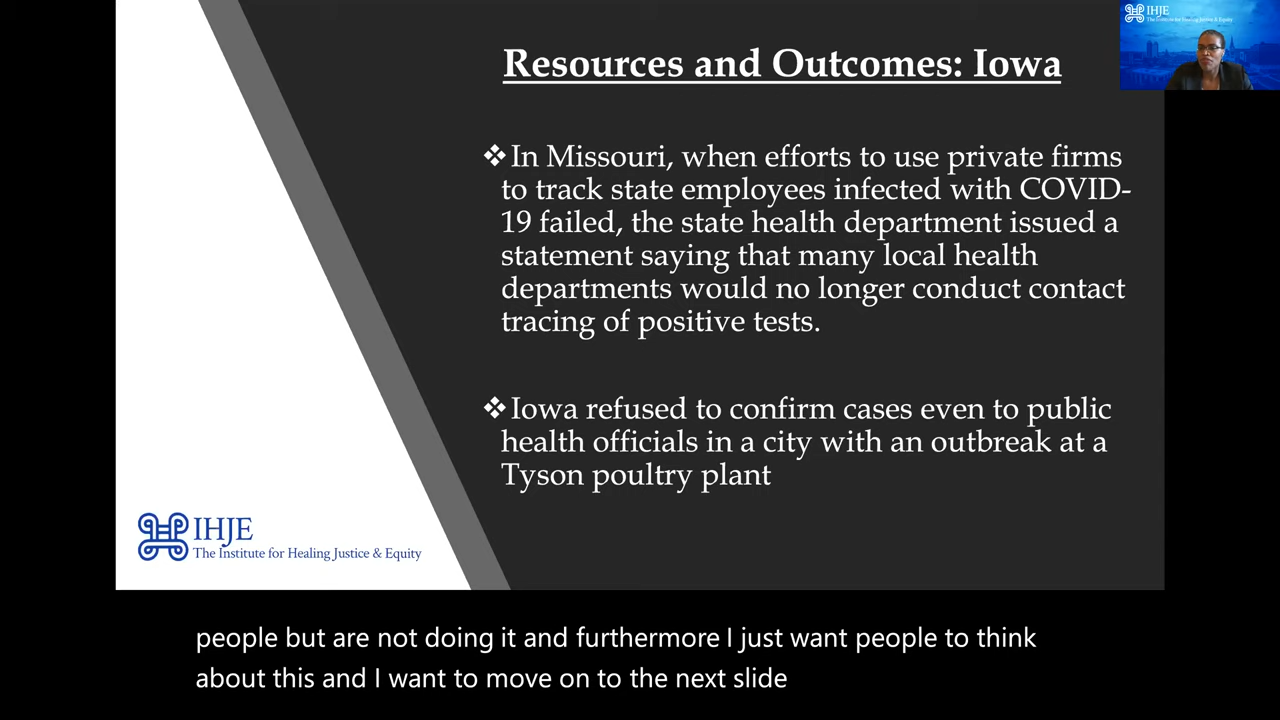 IHJE
The Institute for Healing Justice & Equity
Resources and Outcomes: Iowa
❖In Missouri, when efforts to use private firms
to track state employees infected with COVID-
19 failed, the state health department issued a
statement saying that many local health
departments would no longer conduct contact
tracing of positive tests.
❖Iowa refused to confirm cases even to public
health officials in a city with an outbreak at a
Tyson poultry plant
IHJE
The Institute for Healing Justice & Equity
people but are not doing it and furthermore I just want people to think
about this and I want to move on to the next slide